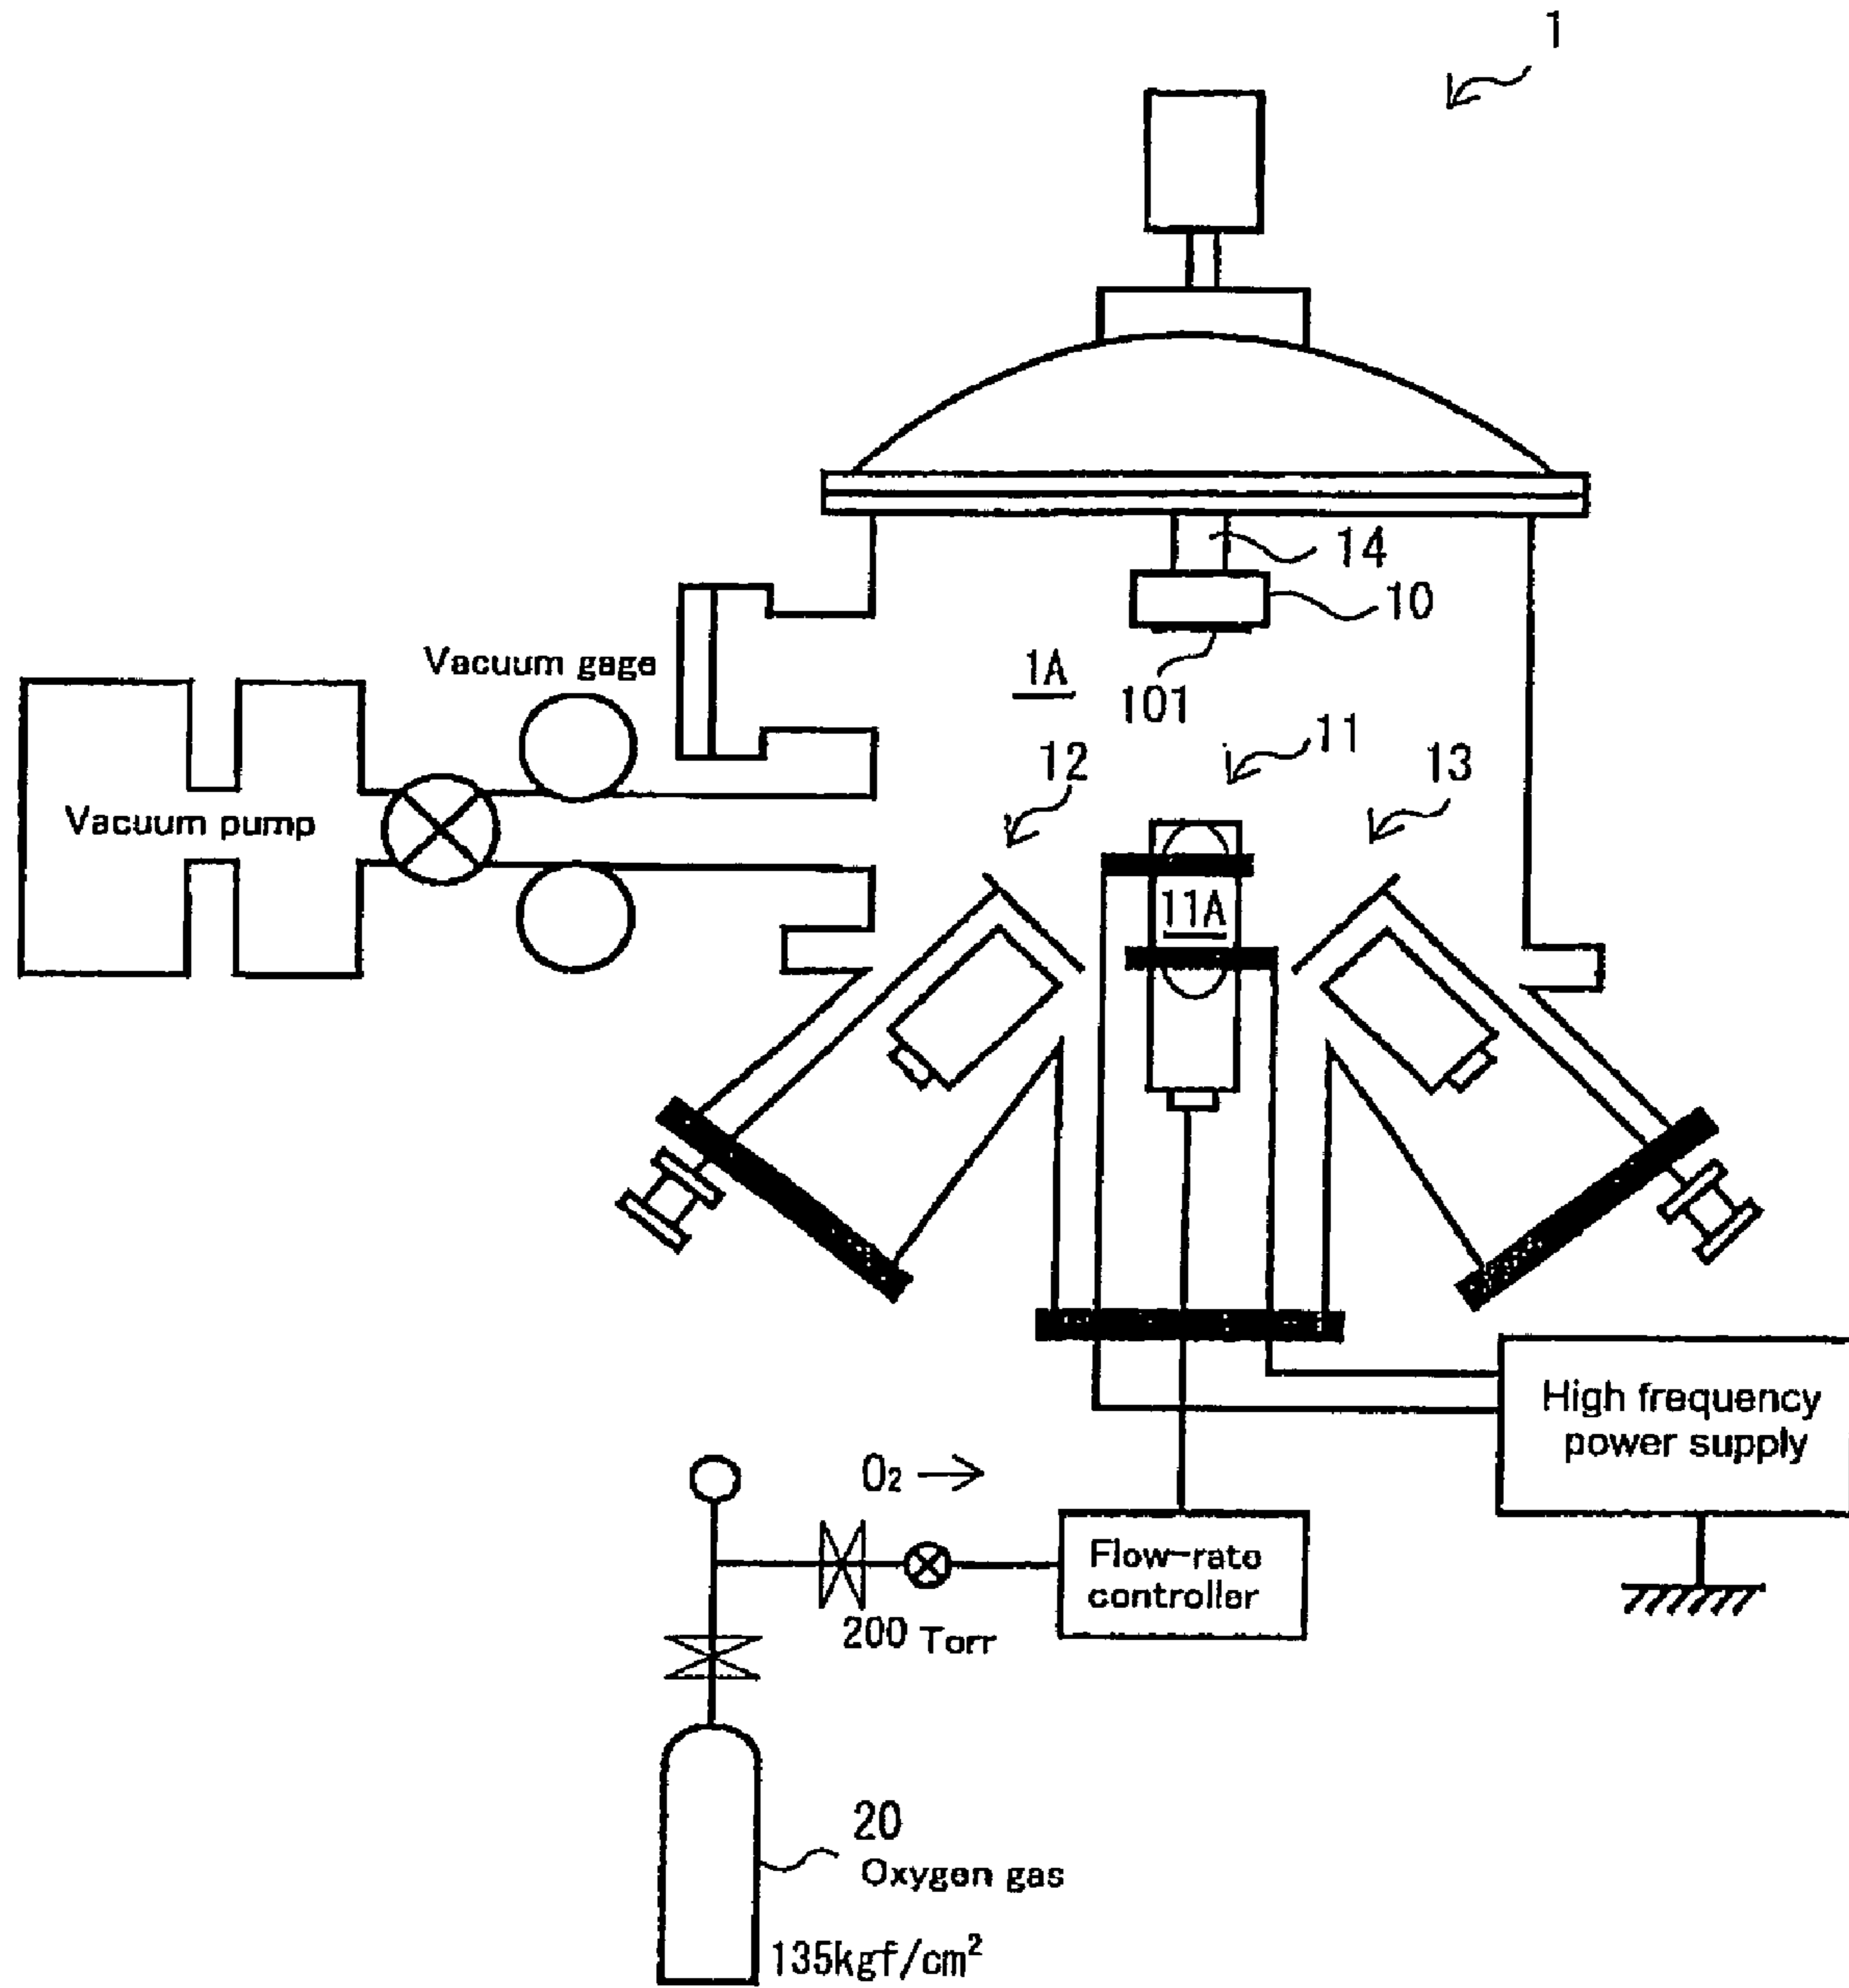 1
14
10
Vacuum gage
1A
101
11
12
13
Vacuum pump
11A
High frequency
power supply
O₂ →
Flow-rato
controller
200 Torr
20
Oxygen gas
135kgf/cm²